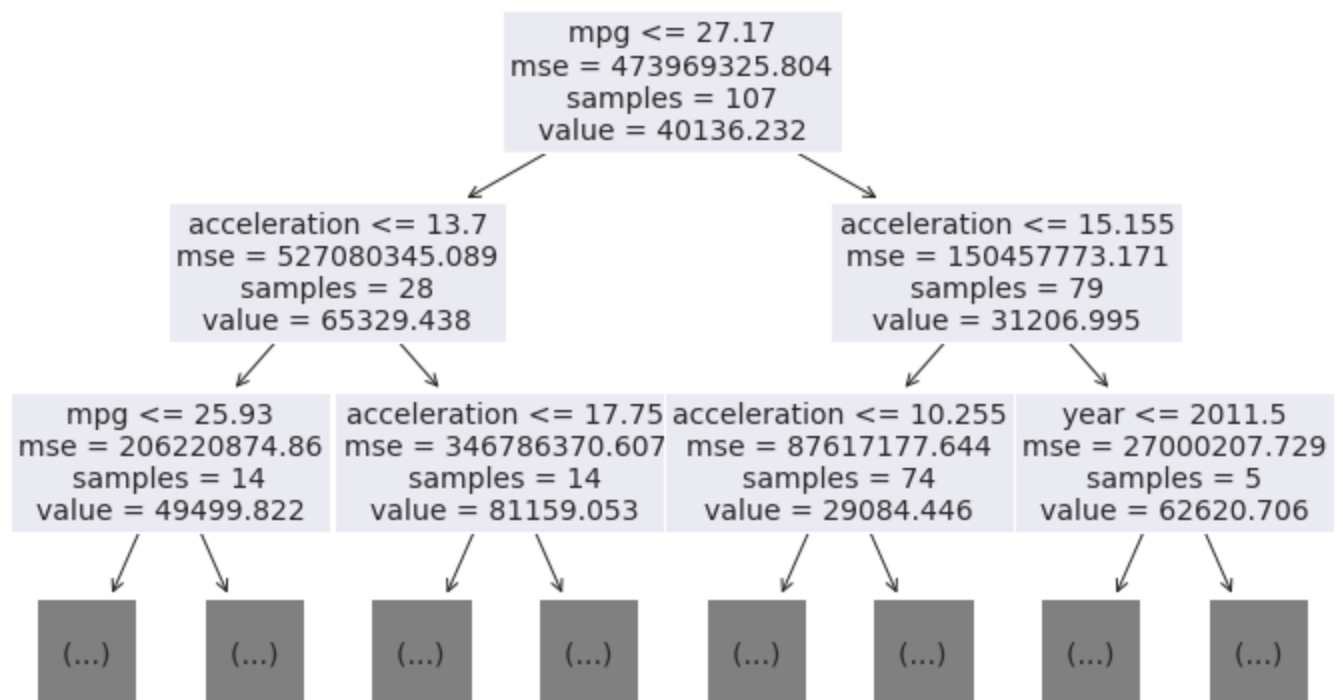 mpg <= 27.17
mse = 473969325.804
samples = 107
value = 40136.232
acceleration <= 13.7
mse = 527080345.089
samples = 28
value = 65329.438
acceleration <= 15.155
mse = 150457773.171
samples = 79
value = 31206.995
mpg <= 25.93
mse = 206220874.86
samples = 14
value = 49499.822
acceleration <= 17.75
mse = 346786370.607
samples = 14
value = 81159.053
acceleration <= 10.255
mse = 87617177.644
samples = 74
value = 29084.446
year <= 2011.5
mse = 27000207.729
samples = 5
value = 62620.706
(...)
(...)
(...)
(...)
(...)
(...)
(...)
(...)